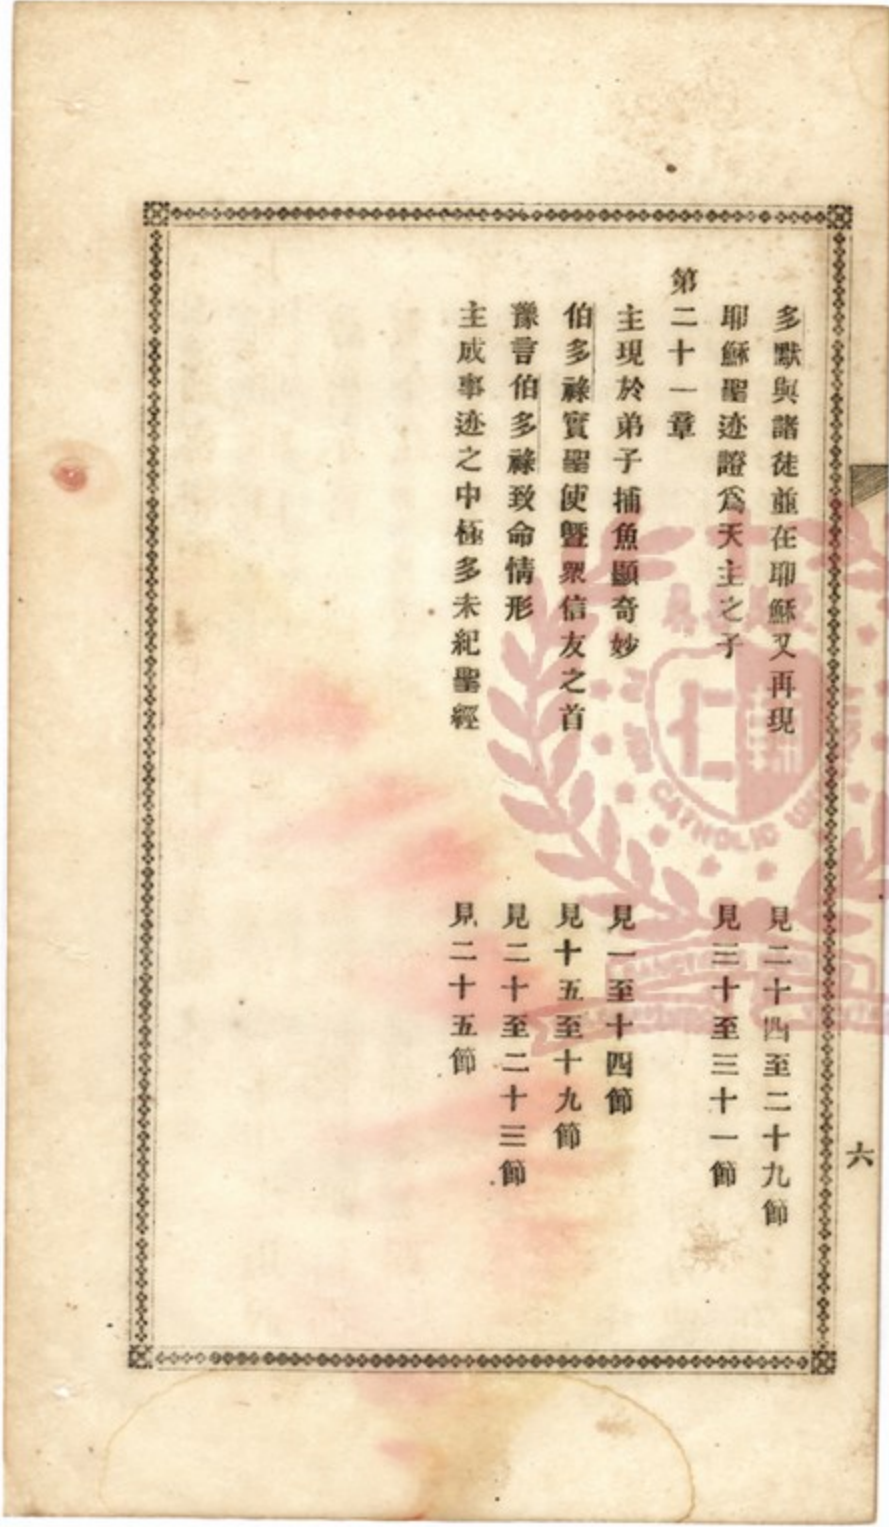 多默與諸徒並在耶穌又再現 見二十四至二十九節
耶穌聖迹證爲天主之子 見三十至三十一節
第二十一章
主現於弟子捕魚顯奇妙 見一至十四節
伯多祿實聖使曁衆信友之首 見十五至十九節
豫言伯多祿致命情形 見二十至二十三節
主成事迹之中極多未紀聖經 見二十五節
六
仁
CATHOLIC